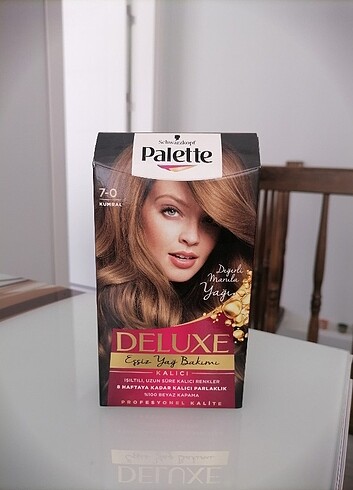 Schwarzkopf
Palette
7-0
KUMRAL
Değerli
Marula
Yağı
DELUXE
Eşsiz Yağ Bakımı
KALICI
IŞILTILI, UZUN SÜRE KALICI RENKLER
8 HAFTAYA KADAR KALICI PARLAKLIK
%100 BEYAZ KAPAMA
PROFESYONEL KALİTE
DELUXE